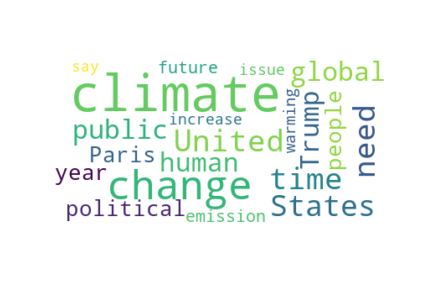 say
future
issue
global
climate
increase
warming
Trump
people
need
public
United
Paris
human
year
change
time
political
emission
States